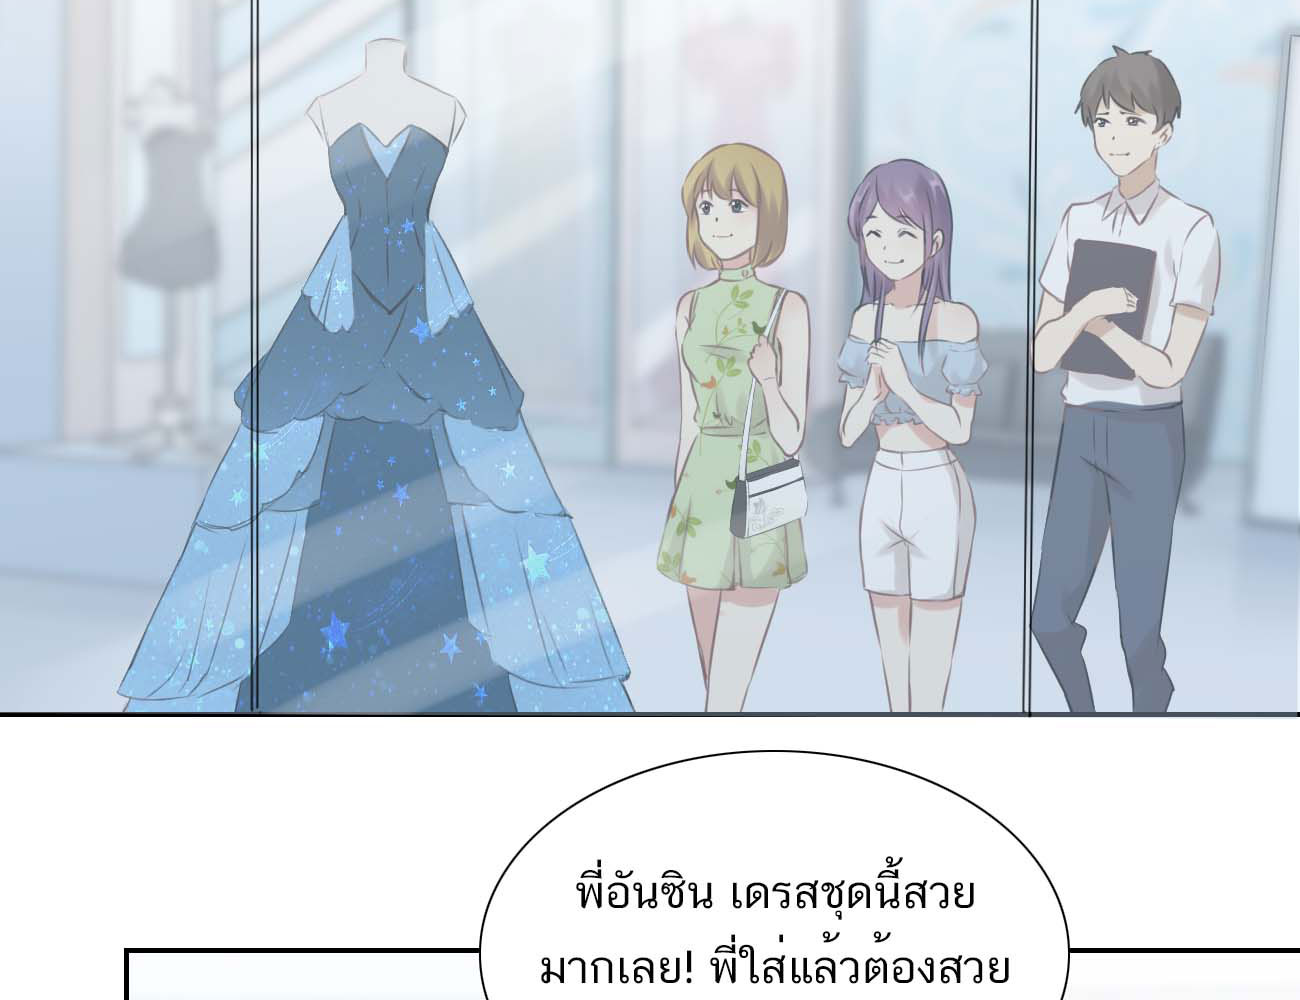 พี่อันซิน เดรสชุดนี้สวย
มากเลย! พี่ใส่แล้วต้องสวย